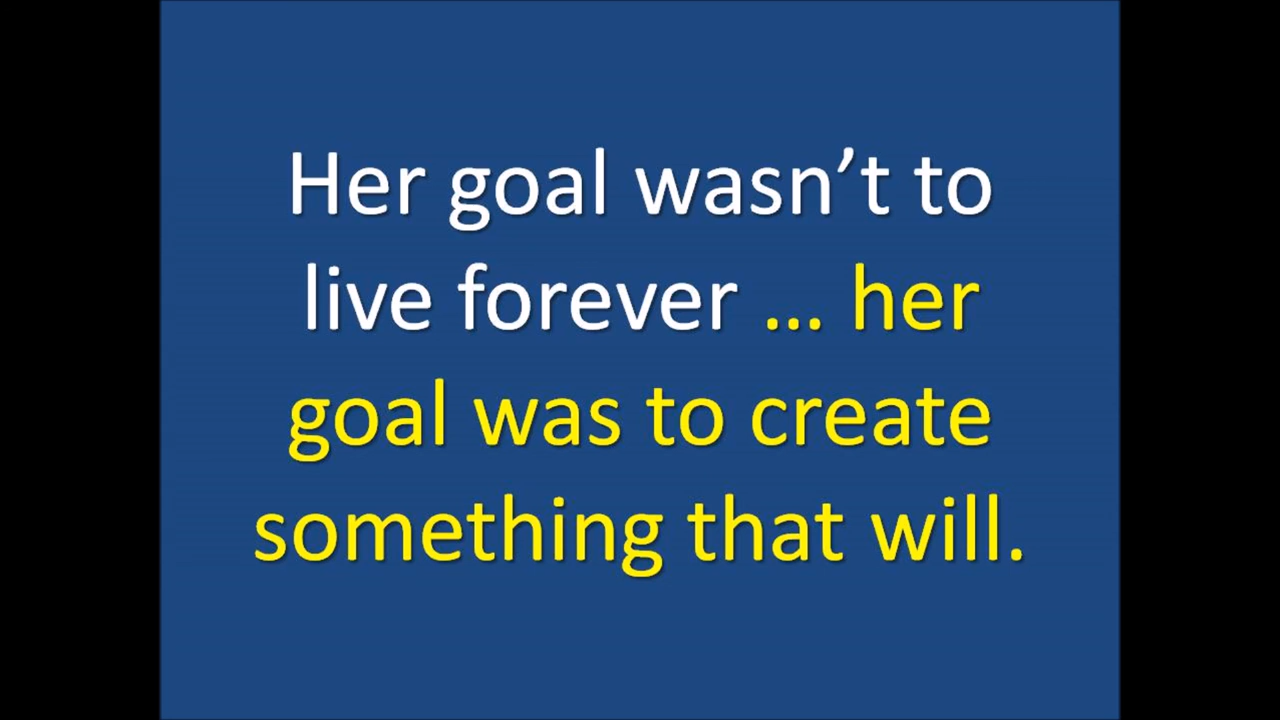 Her goal wasn’t to
live forever ... her
goal was to create
something that will.